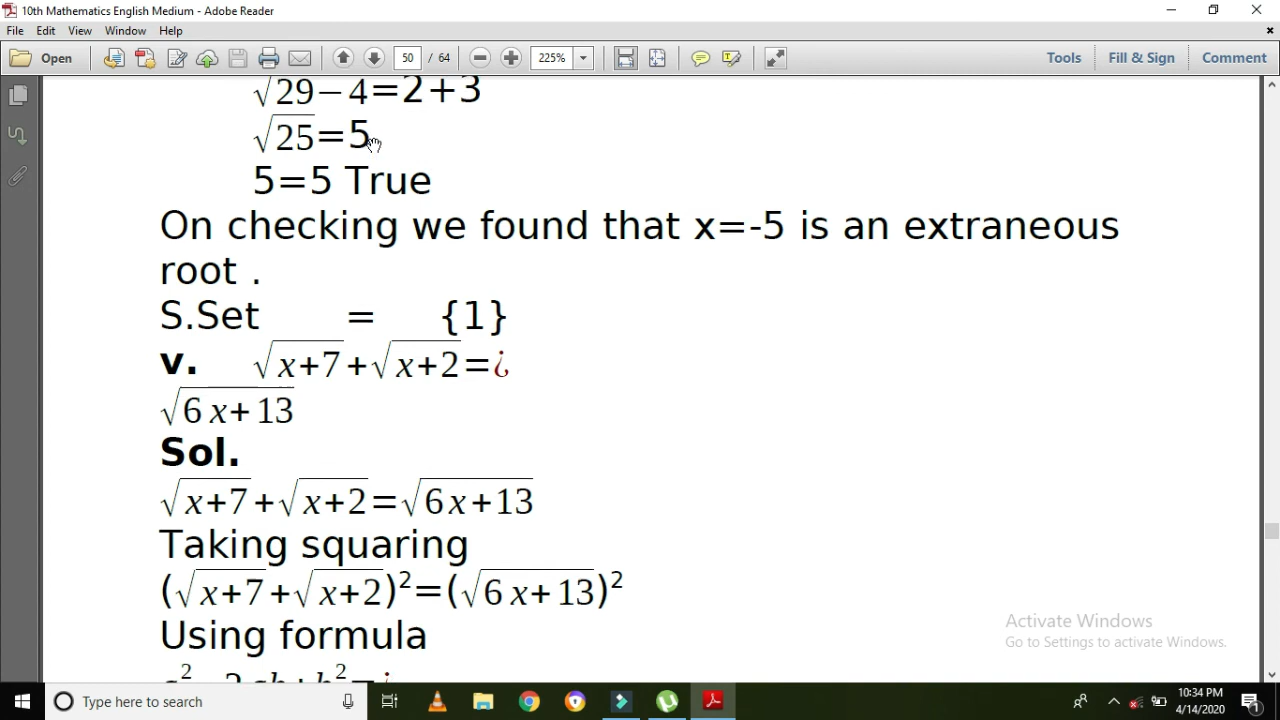 10th Mathematics English Medium - Adobe Reader
File Edit View Window Help
Open 50 / 64 225% Tools Fill & Sign Comment
√29−4=2+3
√25=5
5=5 True
On checking we found that x=-5 is an extraneous
root .
S.Set = {1}
v. √x+7+√x+2=¿
√6x+13
Sol.
√x+7+√x+2=√6x+13
Taking squaring
(√x+7+√x+2)²=(√6x+13)²
Using formula
Activate Windows
Go to Settings to activate Windows.
Type here to search
10:34 PM
4/14/2020
1